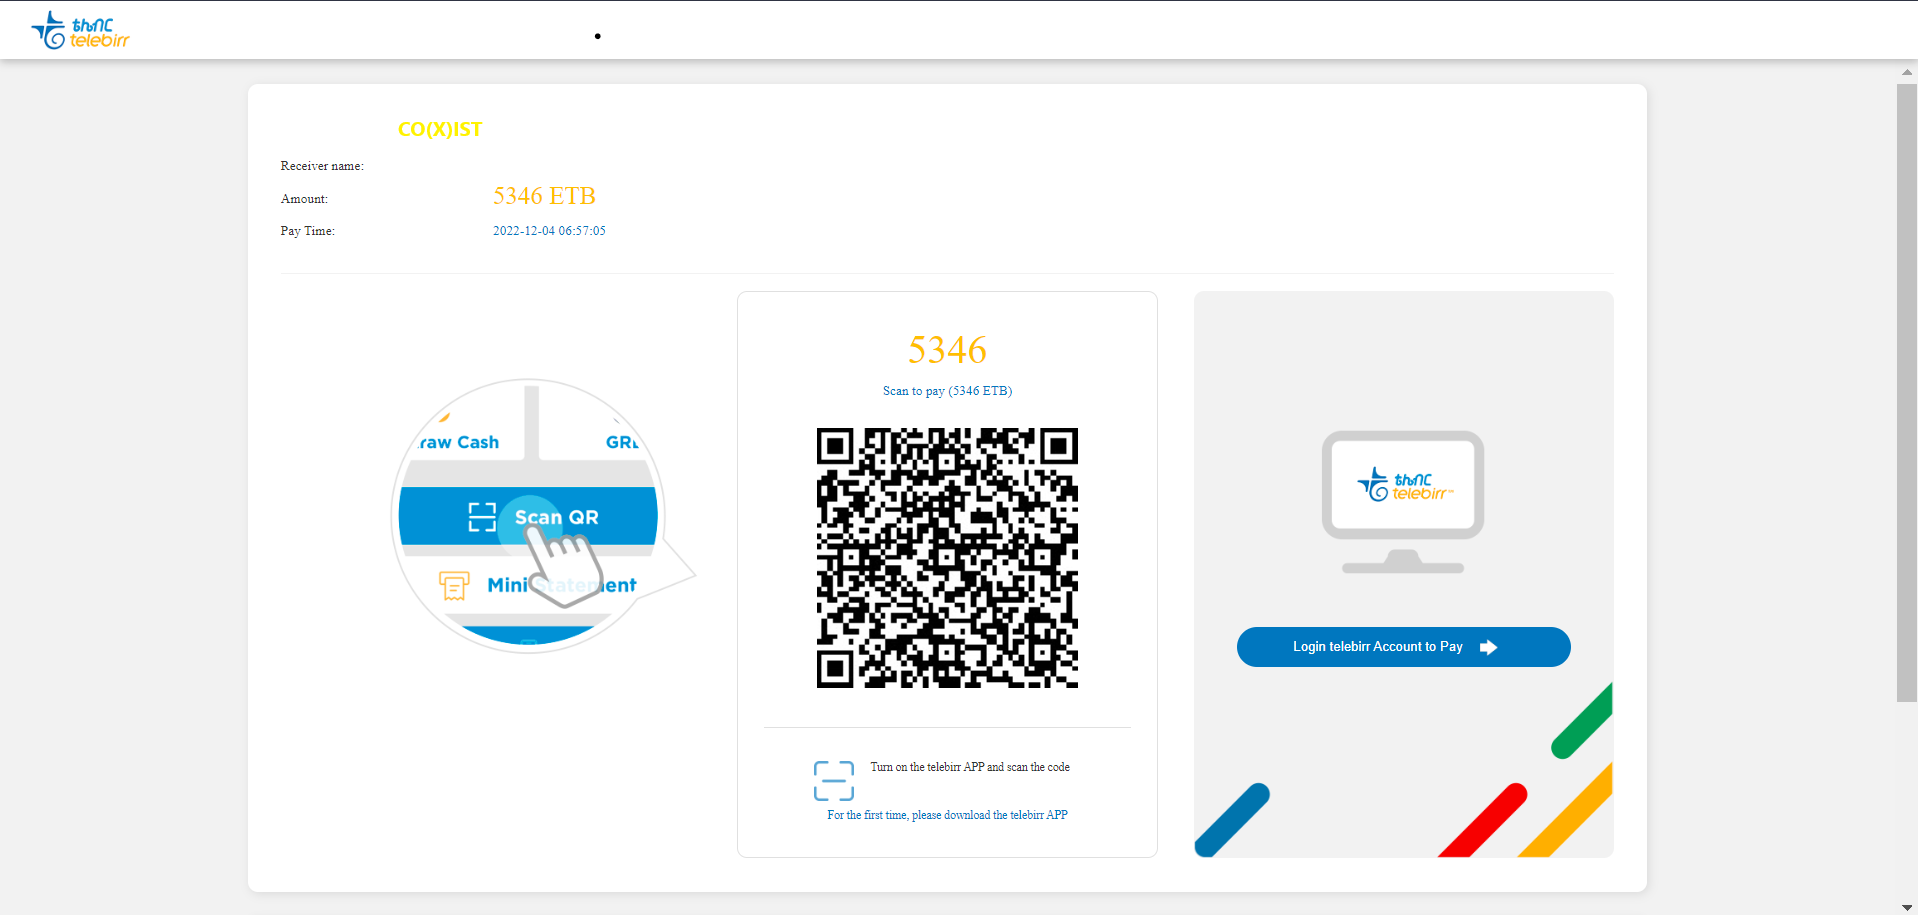 ቴሌብር
telebirr
CO(X)IST
Receiver name:
Amount: 5346 ETB
Pay Time: 2022-12-04 06:57:05
raw Cash
Scan QR
Mini Statement
5346
Scan to pay (5346 ETB)
Turn on the telebirr APP and scan the code
For the first time, please download the telebirr APP
ቴሌብር
telebirr
Login telebirr Account to Pay